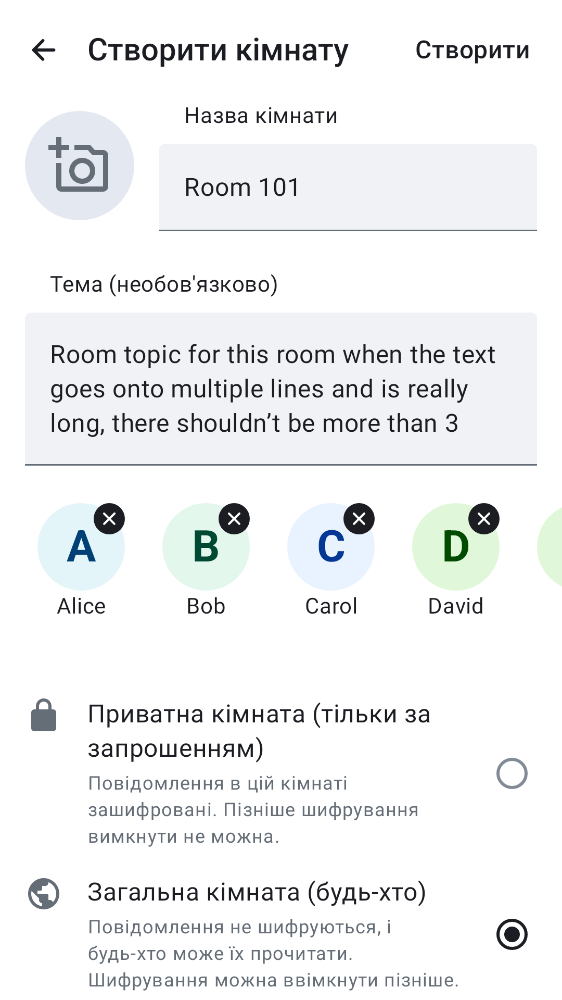 Створити кімнату
Створити
Назва кімнати
Room 101
Тема (необов'язково)
Room topic for this room when the text
goes onto multiple lines and is really
long, there shouldn’t be more than 3
A
B
C
D
Alice
Bob
Carol
David
Приватна кімната (тільки за
запрошенням)
Повідомлення в цій кімнаті
зашифровані. Пізніше шифрування
вимкнути не можна.
Загальна кімната (будь-хто)
Повідомлення не шифруються, і
будь-хто може їх прочитати.
Шифрування можна ввімкнути пізніше.